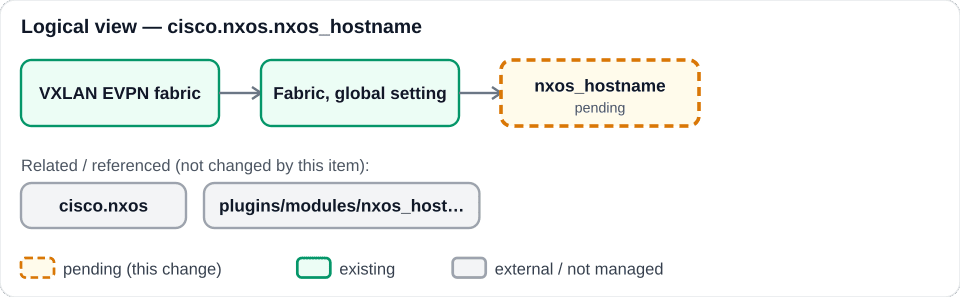 Logical view — cisco.nxos.nxos_hostname
VXLAN EVPN fabric
Fabric, global setting
nxos_hostname
pending
Related / referenced (not changed by this item):
cisco.nxos
plugins/modules/nxos_host…
pending (this change)
existing
external / not managed